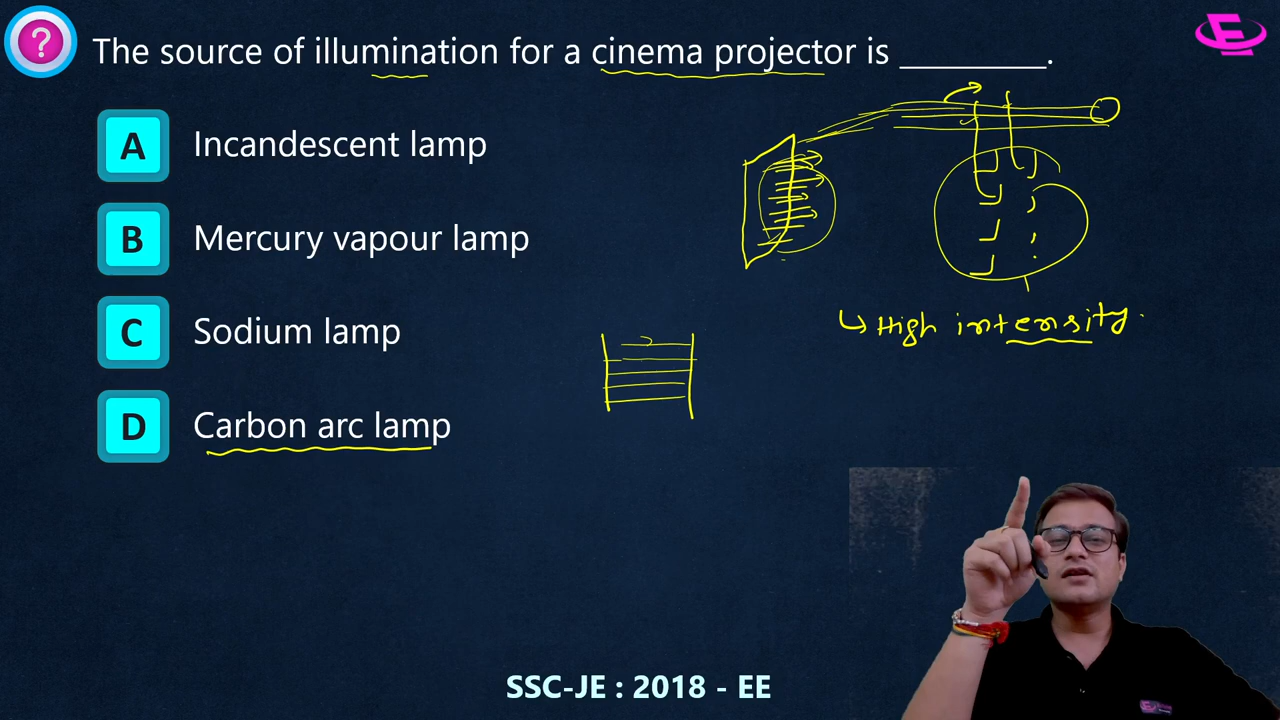 The source of illumination for a cinema projector is _________.
A Incandescent lamp
B Mercury vapour lamp
C Sodium lamp
D Carbon arc lamp
↳ High intensity.
SSC-JE : 2018 - EE